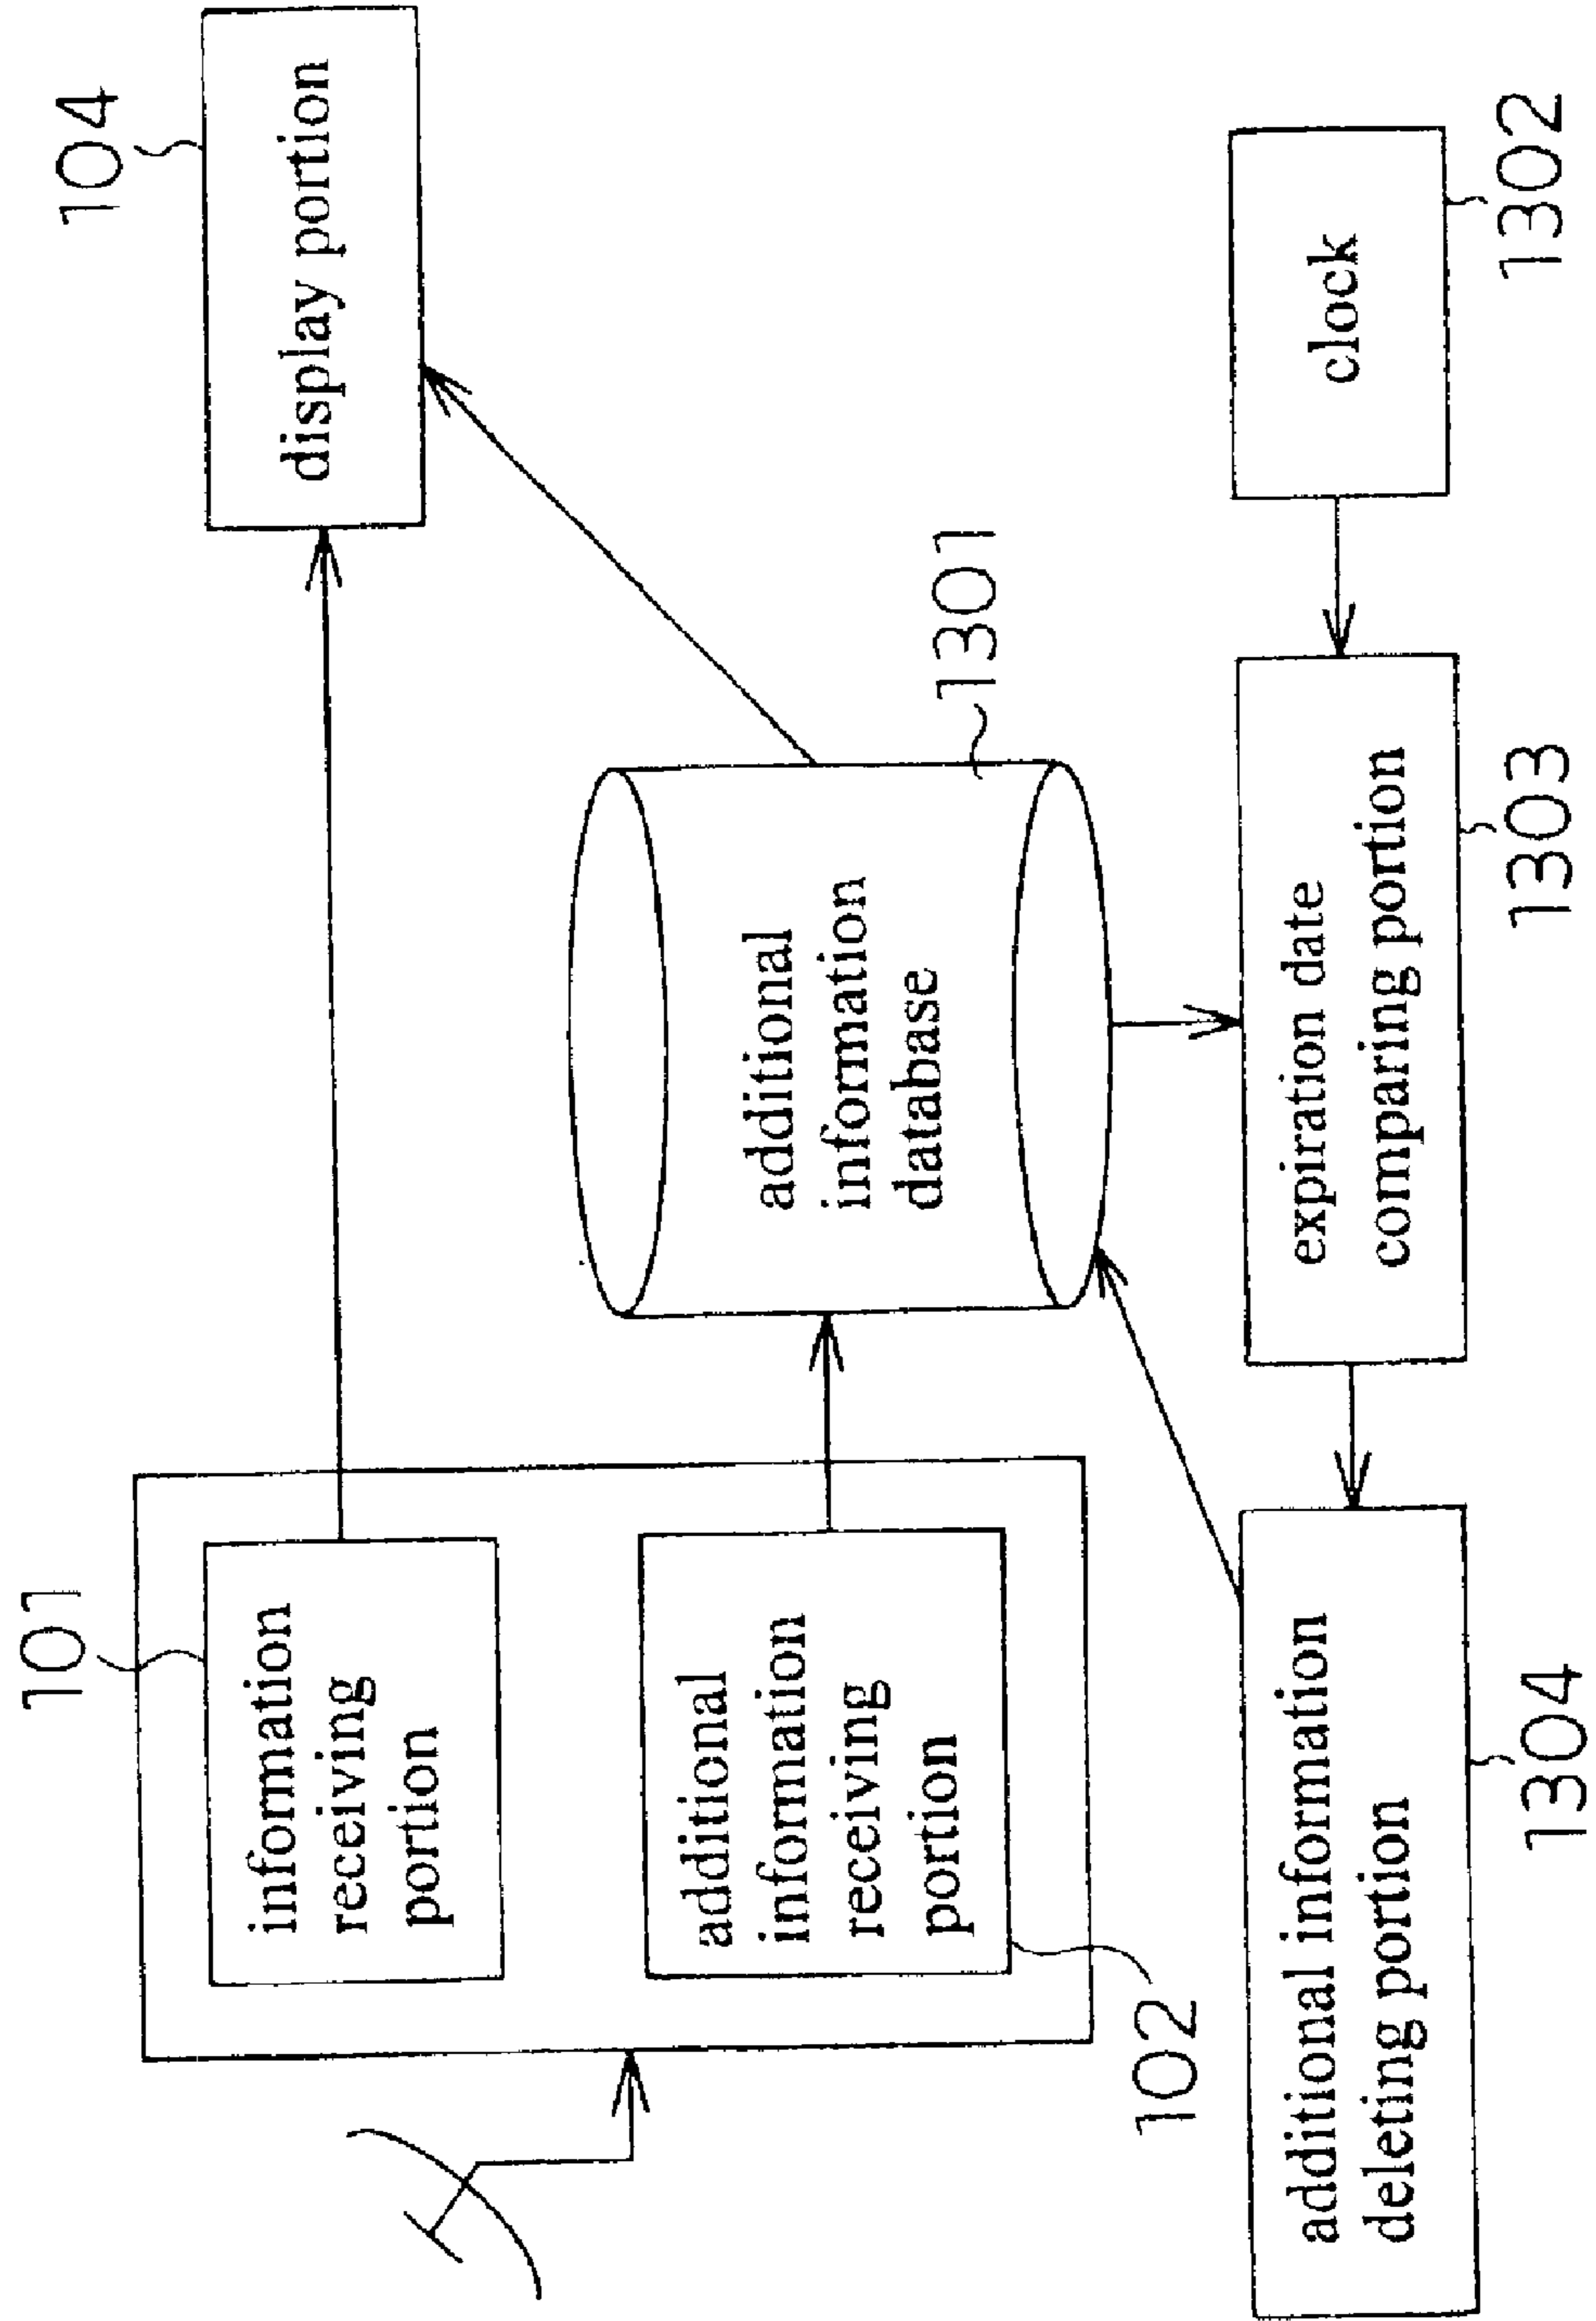 101
information
receiving
portion
104
display portion
additional
information
receiving
portion
102
additional
information
database
1301
additional information
deleting portion
1304
expiration date
comparing portion
1303
clock
1302